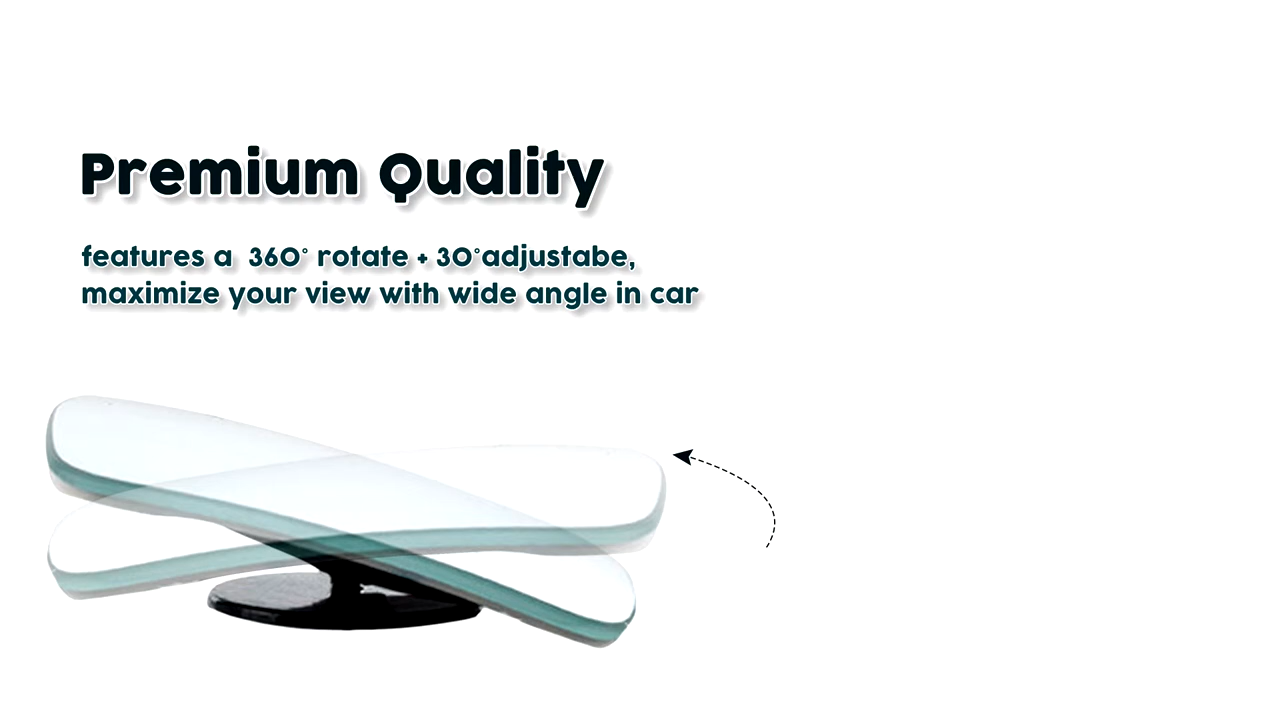 Premium Quality
features a 360° rotate + 30°adjustabe,
maximize your view with wide angle in car